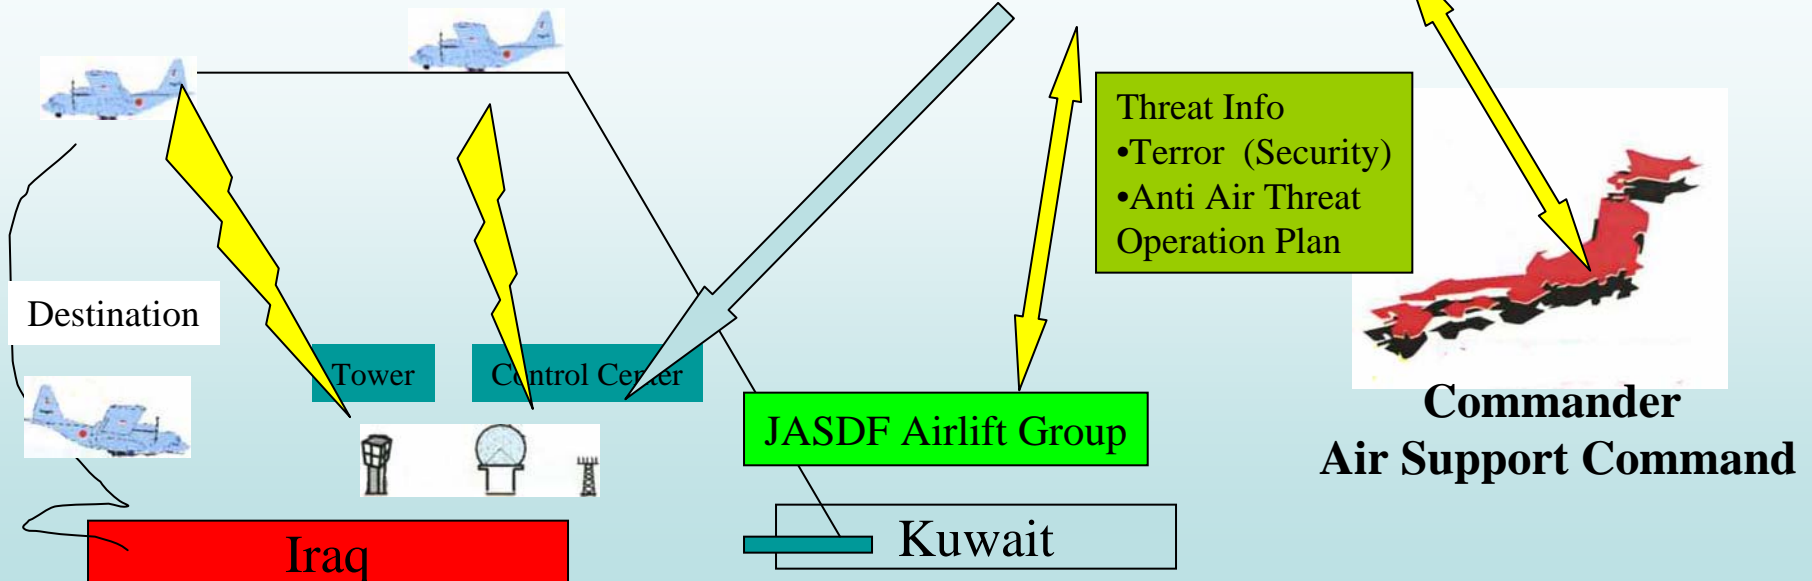 Threat Info
•Terror (Security)
•Anti Air Threat
Operation Plan
Destination
Tower
Control Center
JASDF Airlift Group
Commander
Air Support Command
Iraq
Kuwait